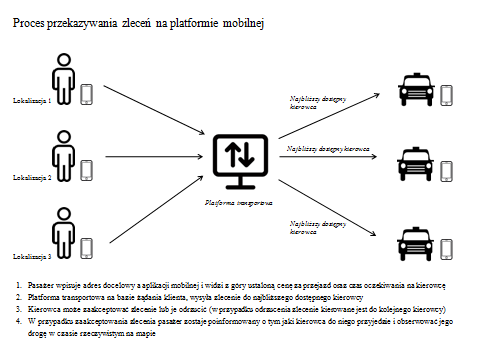 Proces przekazywania zleceń na platformie mobilnej
Lokalizacja 1
Najbliższy dostępny
kierowca
Lokalizacja 2
Najbliższy dostępny kierowca
Platforma transportowa
Lokalizacja 3
Najbliższy dostępny
kierowca
1. Pasażer wpisuje adres docelowy a aplikacji mobilnej i widzi z góry ustaloną cenę za przejazd oraz czas oczekiwania na kierowcę
2. Platforma transportowa na bazie żądania klienta, wysyła zlecenie do najbliższego dostępnego kierowcy
3. Kierowca może zaakceptować zlecenie lub je odrzucić (w przypadku odrzucenia zlecenie kierowane jest do kolejnego kierowcy)
4. W przypadku zaakceptowania zlecenia pasażer zostaje poinformowany o tym jaki kierowca do niego przyjedzie i obserwować jego
drogę w czasie rzeczywistym na mapie